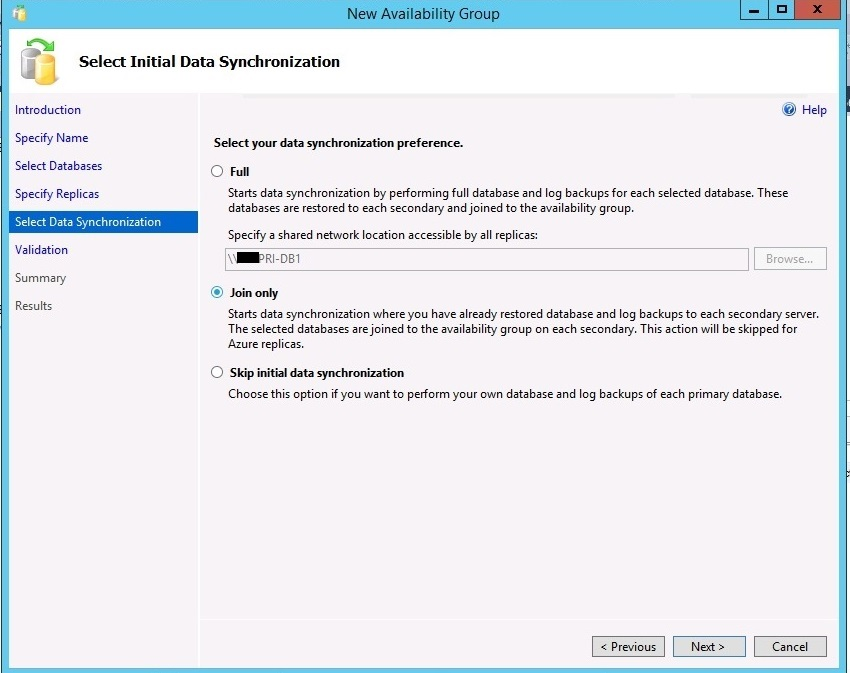 New Availability Group
Select Initial Data Synchronization
Introduction
Specify Name
Select Databases
Specify Replicas
Select Data Synchronization
Validation
Summary
Results
Help
Select your data synchronization preference.
Full
Starts data synchronization by performing full database and log backups for each selected database. These
databases are restored to each secondary and joined to the availability group.
Specify a shared network location accessible by all replicas:
\\ PRI-DB1
Browse...
Join only
Starts data synchronization where you have already restored database and log backups to each secondary server.
The selected databases are joined to the availability group on each secondary. This action will be skipped for
Azure replicas.
Skip initial data synchronization
Choose this option if you want to perform your own database and log backups of each primary database.
< Previous
Next >
Cancel